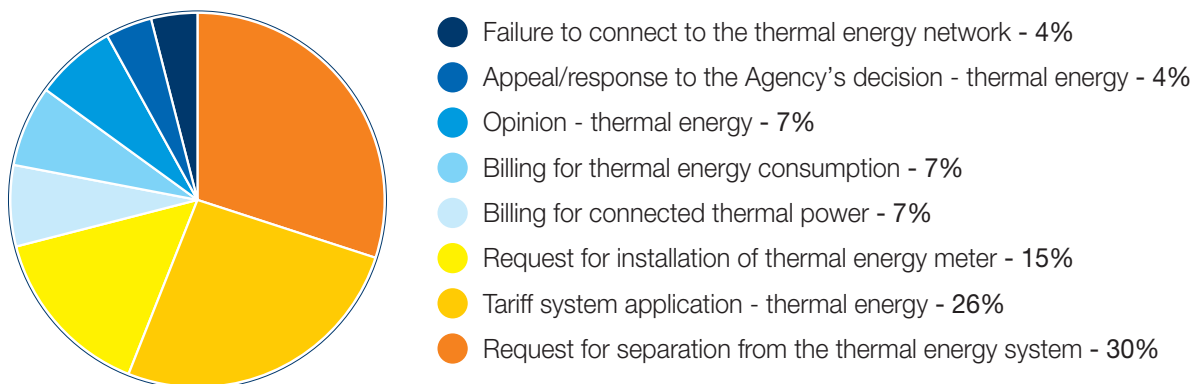 Failure to connect to the thermal energy network - 4%
Appeal/response to the Agency’s decision - thermal energy - 4%
Opinion - thermal energy - 7%
Billing for thermal energy consumption - 7%
Billing for connected thermal power - 7%
Request for installation of thermal energy meter - 15%
Tariff system application - thermal energy - 26%
Request for separation from the thermal energy system - 30%